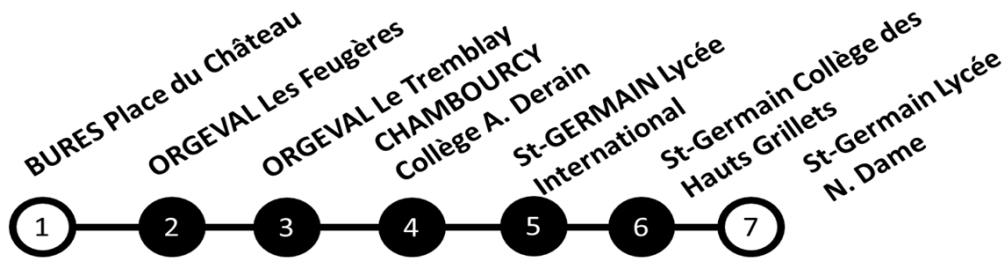 BURES Place du Château
ORGEVAL Les Feugères
ORGEVAL Le Tremblay
CHAMBOURCY
Collège A. Derain
St-GERMAIN Lycée
International
St-Germain Collège des
Hauts Grillets
St-Germain Lycée
N. Dame
1 2 3 4 5 6 7